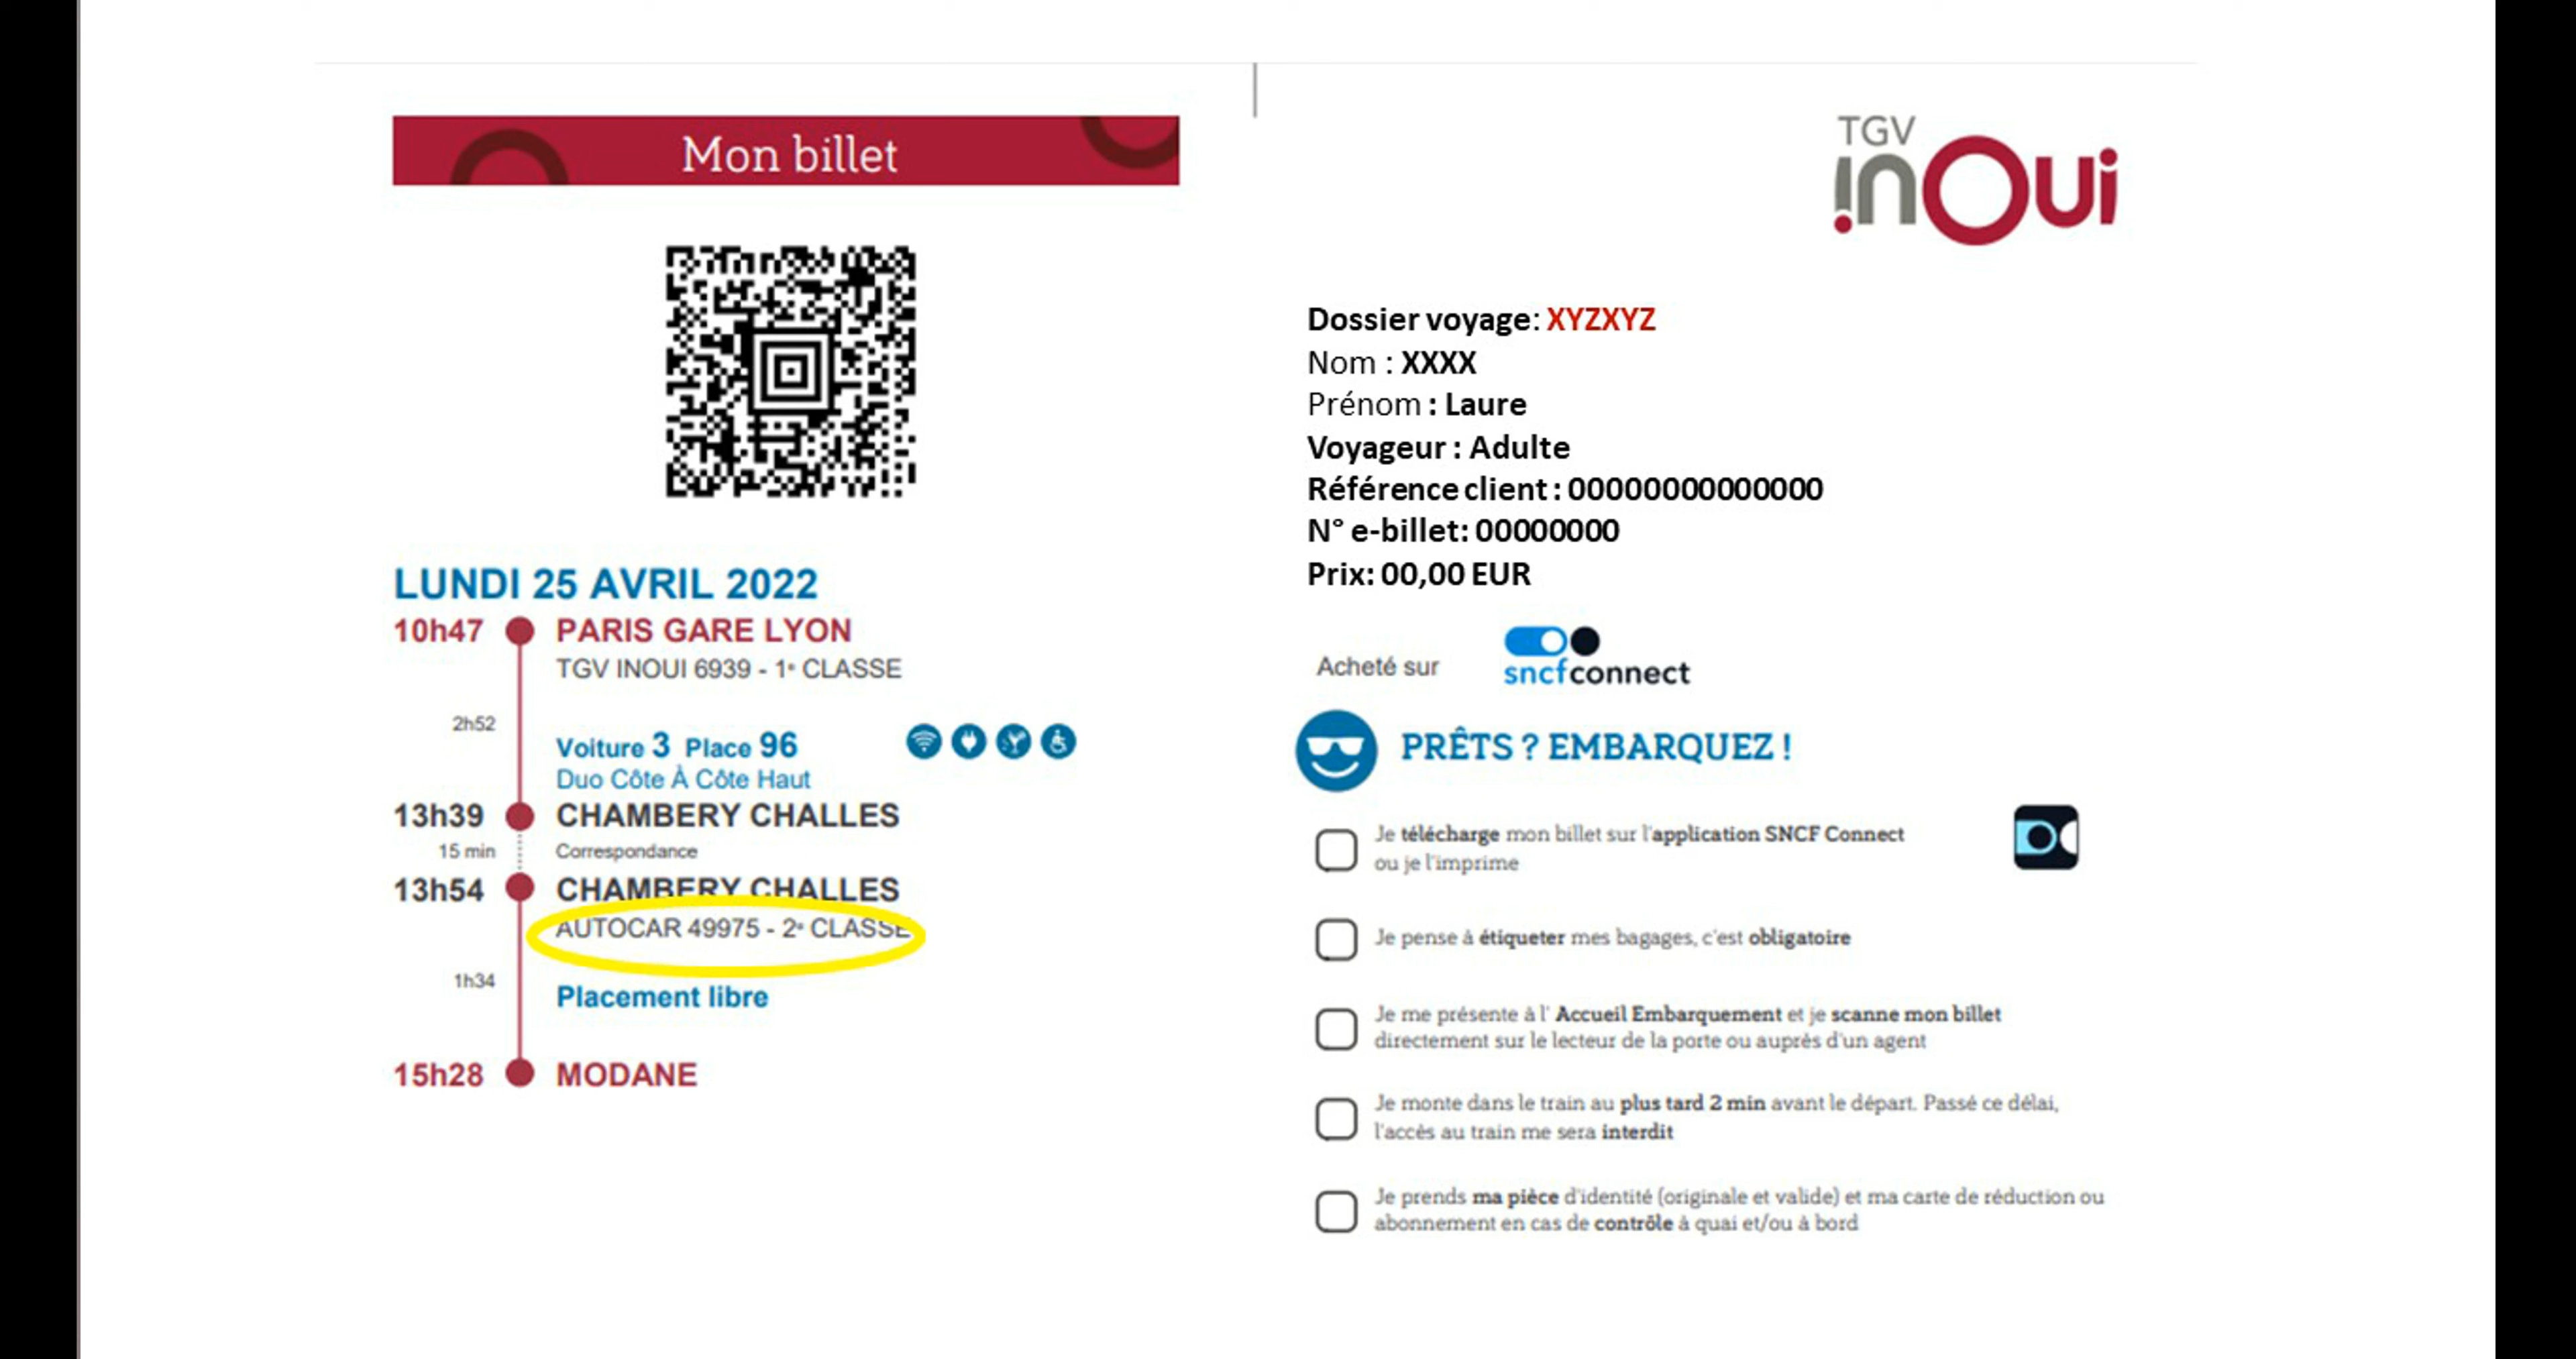 Mon billet
LUNDI 25 AVRIL 2022
10h47 PARIS GARE LYON
TGV INOUI 6939 - 1e CLASSE
2h52
Voiture 3 Place 96
Duo Côte À Côte Haut
13h39 CHAMBERY CHALLES
15 min Correspondance
13h54 CHAMBERY CHALLES
AUTOCAR 49975 - 2e CLASSE
1h34
Placement libre
15h28 MODANE
TGV
inOui
Dossier voyage: XYZXYZ
Nom : XXXX
Prénom : Laure
Voyageur : Adulte
Référence client : 00000000000000
N° e-billet: 00000000
Prix: 00,00 EUR
Acheté sur sncfconnect
PRÊTS ? EMBARQUEZ !
Je télécharge mon billet sur l'application SNCF Connect
ou je l'imprime
Je pense à étiqueter mes bagages, c'est obligatoire
Je me présente à l' Accueil Embarquement et je scanne mon billet
directement sur le lecteur de la porte ou auprès d'un agent
Je monte dans le train au plus tard 2 min avant le départ. Passé ce délai,
l'accès au train me sera interdit
Je prends ma pièce d'identité (originale et valide) et ma carte de réduction ou
abonnement en cas de contrôle à quai et/ou à bord